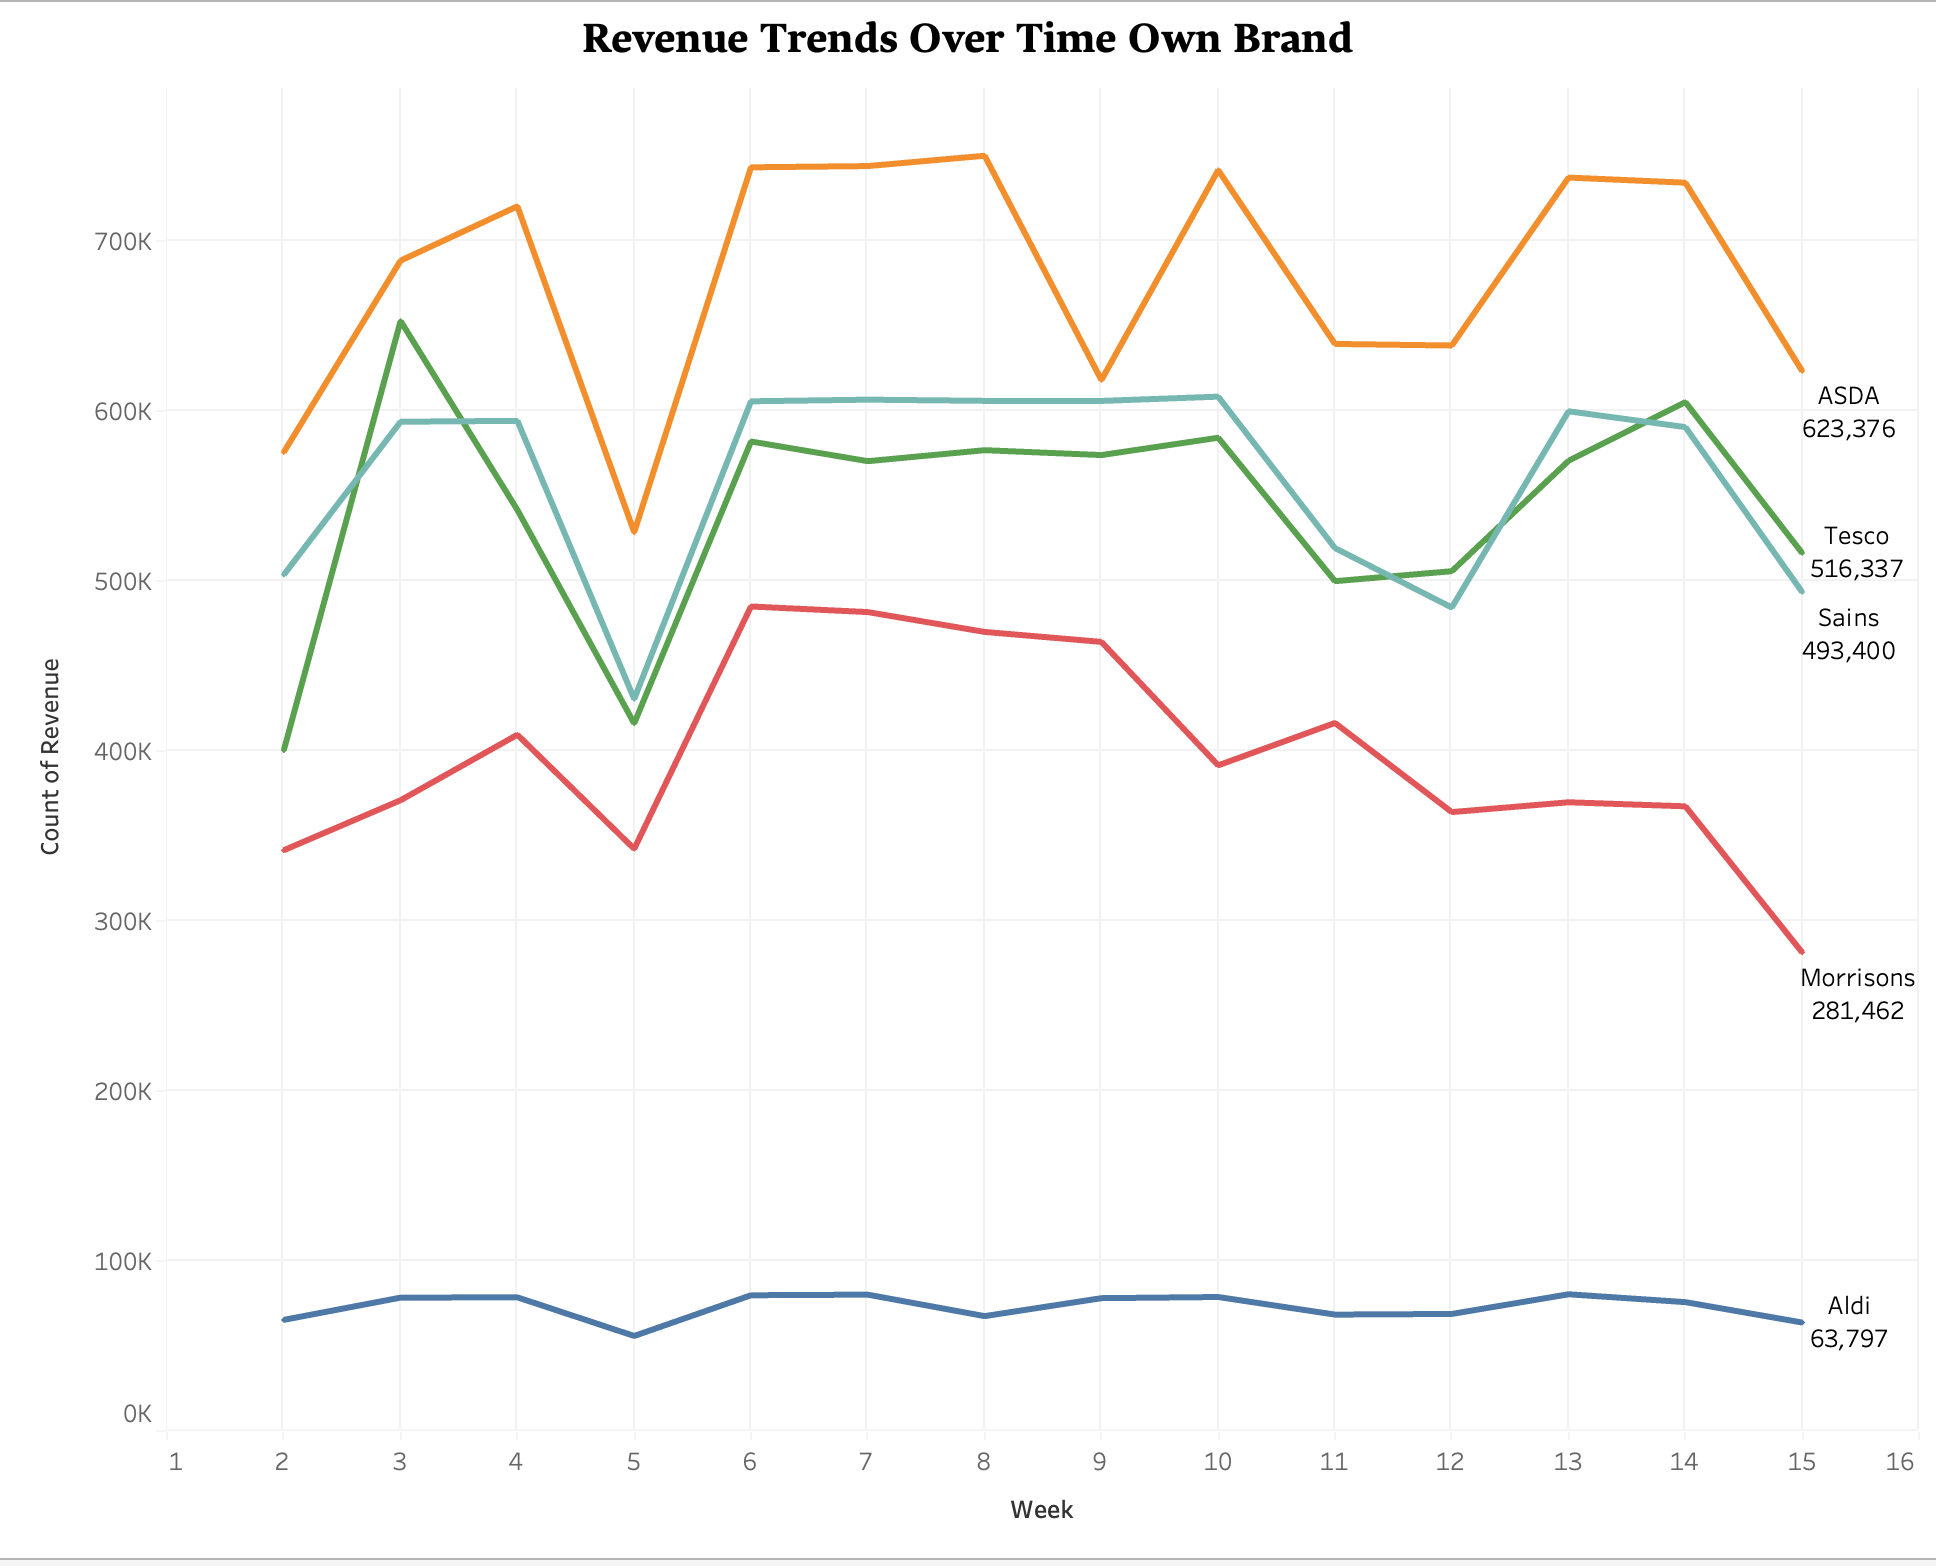 Revenue Trends Over Time Own Brand
Count of Revenue
700K
600K
500K
400K
300K
200K
100K
0K
ASDA
623,376
Tesco
516,337
Sains
493,400
Morrisons
281,462
Aldi
63,797
1 2 3 4 5 6 7 8 9 10 11 12 13 14 15 16
Week